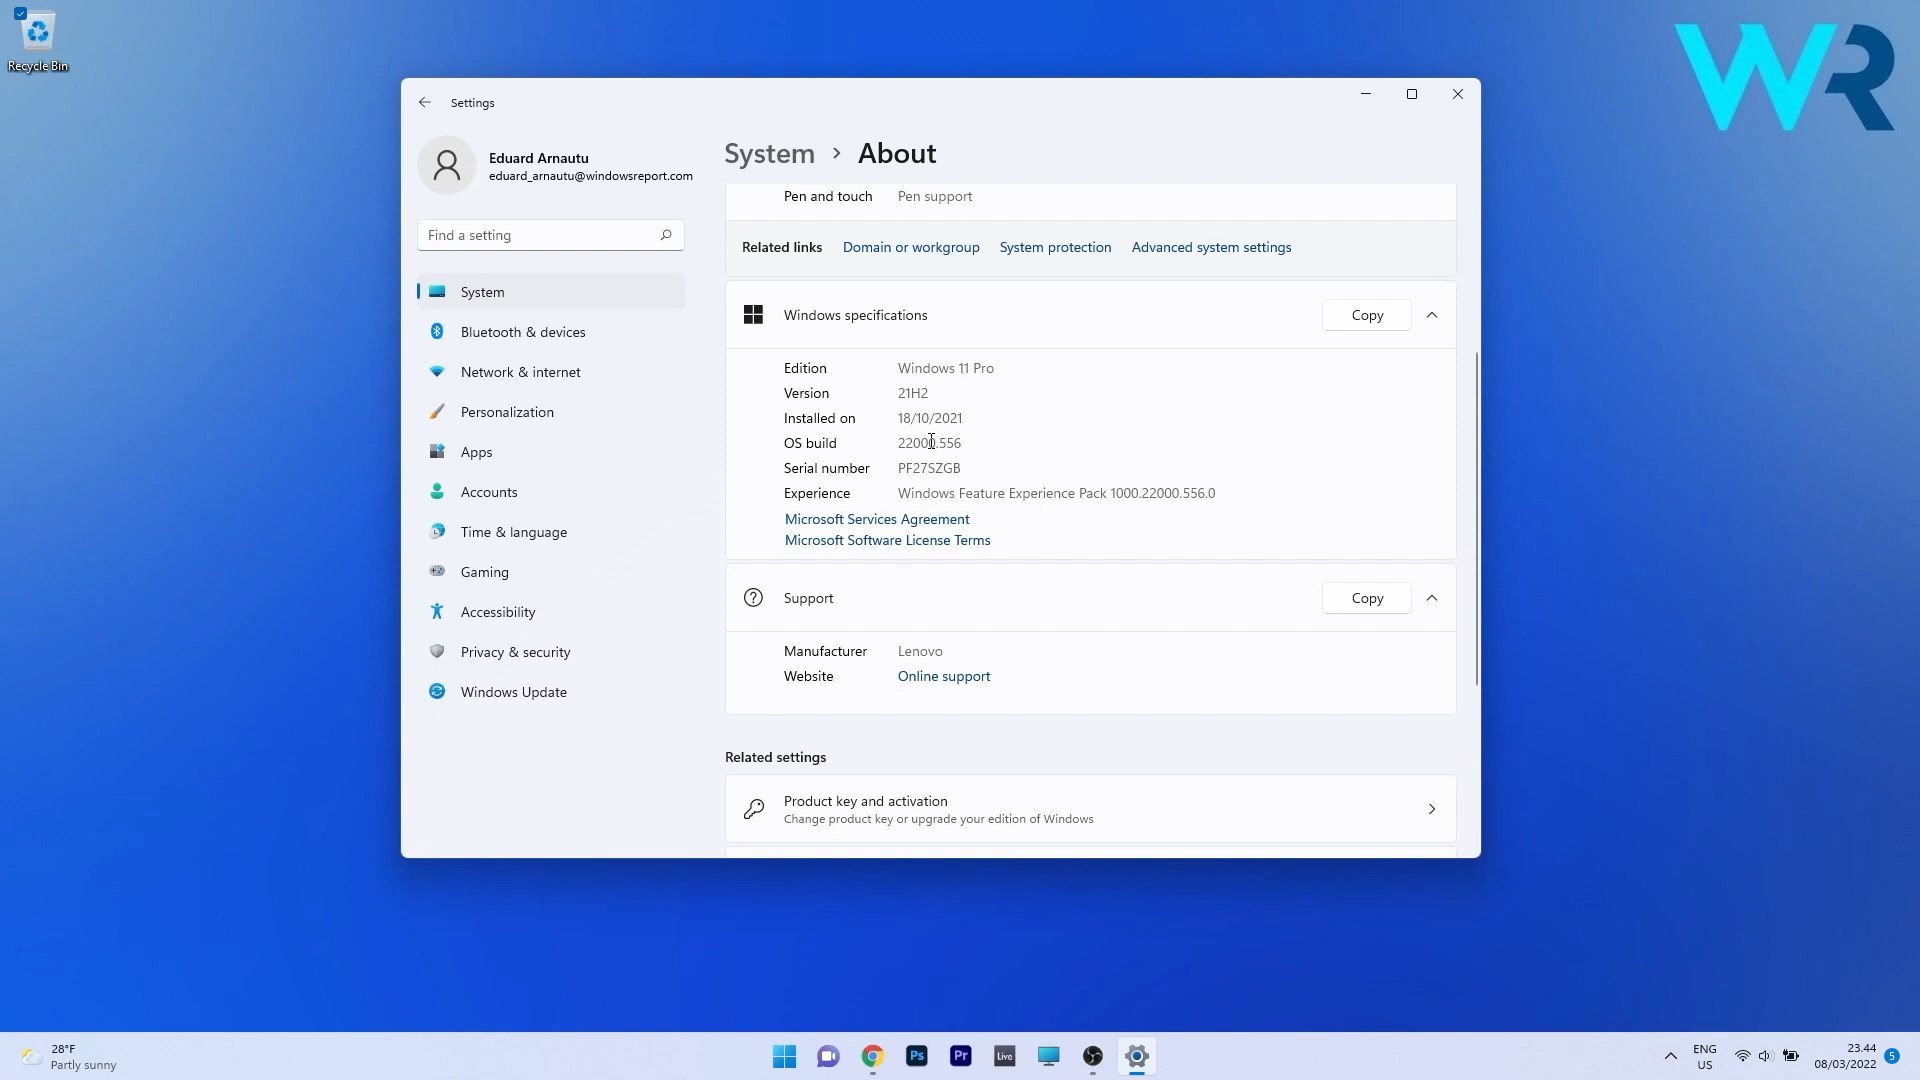 Recycle Bin
WR
Settings
Eduard Arnautu
eduard_arnautu@windowsreport.com
Find a setting
System
Bluetooth & devices
Network & internet
Personalization
Apps
Accounts
Time & language
Gaming
Accessibility
Privacy & security
Windows Update
System > About
Pen and touch Pen support
Related links Domain or workgroup System protection Advanced system settings
Windows specifications Copy
Edition Windows 11 Pro
Version 21H2
Installed on 18/10/2021
OS build 22000.556
Serial number PF27SZGB
Experience Windows Feature Experience Pack 1000.22000.556.0
Microsoft Services Agreement
Microsoft Software License Terms
Support Copy
Manufacturer Lenovo
Website Online support
Related settings
Product key and activation
Change product key or upgrade your edition of Windows
28°F
Partly sunny
Ps
Pr
Live
ENG
US
23.44
08/03/2022
5